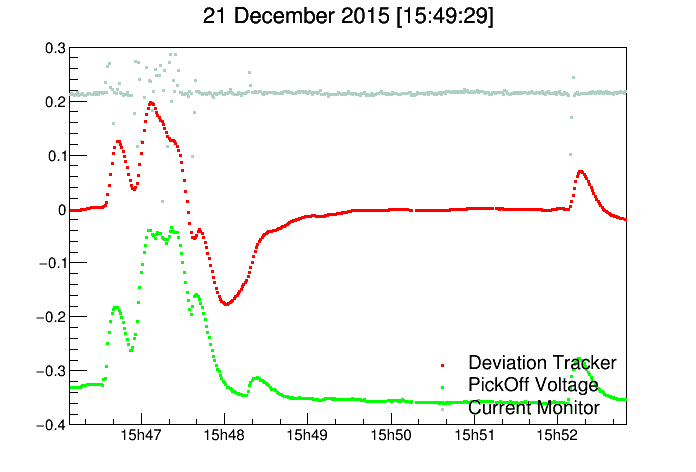 21 December 2015 [15:49:29]
0.3
0.2
0.1
0
−0.1
−0.2
−0.3
−0.4
Deviation Tracker
PickOff Voltage
Current Monitor
15h47 15h48 15h49 15h50 15h51 15h52